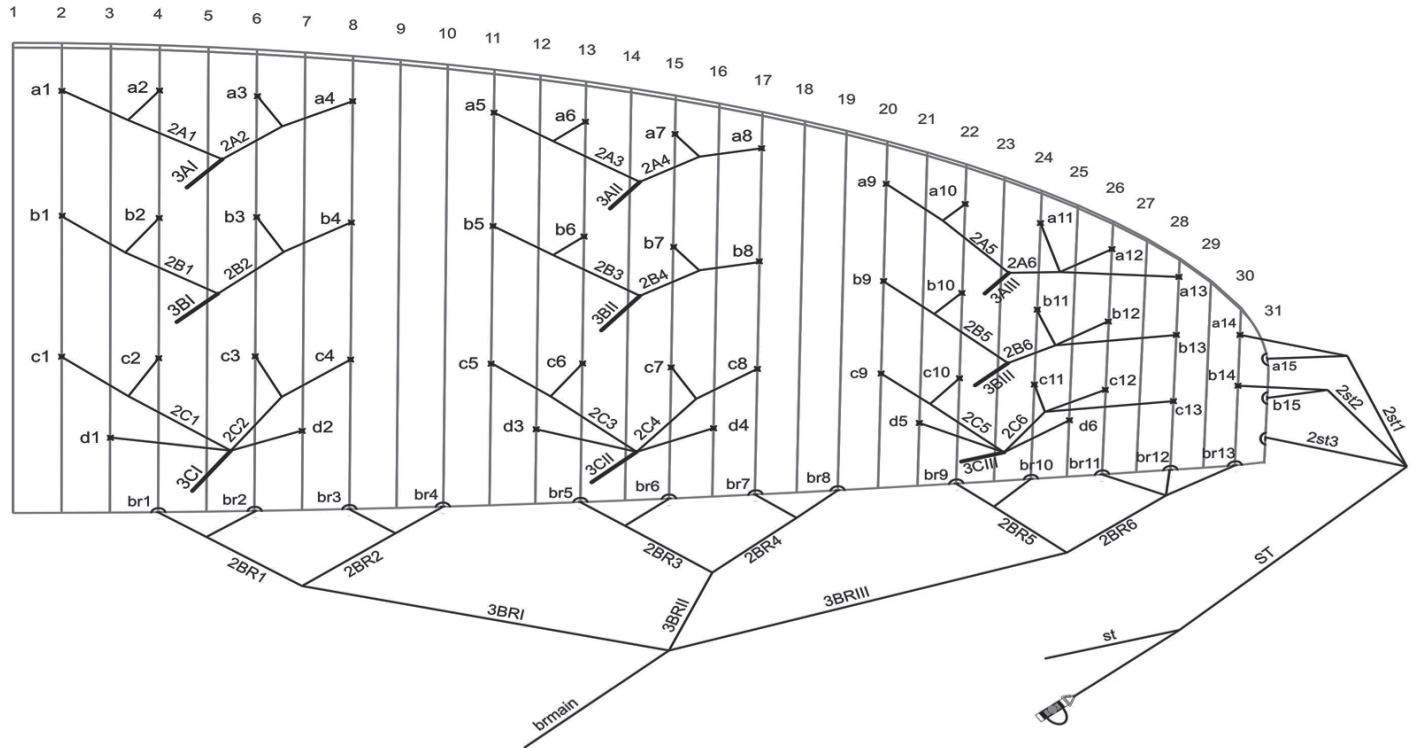 1 2 3 4 5 6 7 8 9 10 11 12 13 14 15 16 17 18 19 20 21 22 23 24 25 26 27 28 29 30 31
a1 a2 a3 a4 a5 a6 a7 a8 a9 a10 a11 a12 a13 a14 a15
2A1 2A2 2A3 2A4 2A5 2A6
3AI 3AII 3AIII
b1 b2 b3 b4 b5 b6 b7 b8 b9 b10 b11 b12 b13 b14 b15
2B1 2B2 2B3 2B4 2B5 2B6
3BI 3BII 3BIII
c1 c2 c3 c4 c5 c6 c7 c8 c9 c10 c11 c12 c13
2C1 2C2 2C3 2C4 2C5 2C6
d1 d2 d3 d4 d5 d6
3CI 3CII 3CIII
2st1 2st2 2st3
br1 br2 br3 br4 br5 br6 br7 br8 br9 br10 br11 br12 br13
2BR1 2BR2 2BR3 2BR4 2BR5 2BR6
3BRI 3BRII 3BRIII
ST
st
brmain